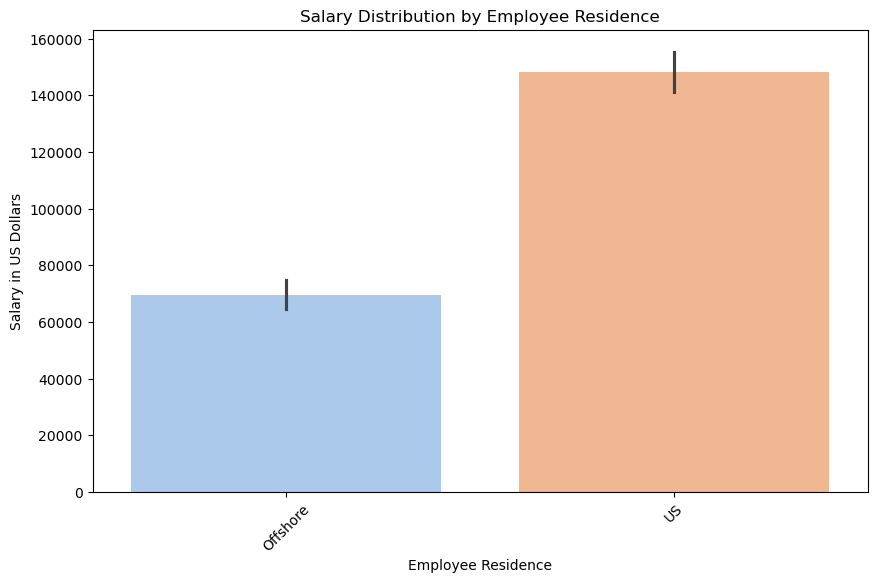 Salary Distribution by Employee Residence
160000
140000
120000
100000
80000
60000
40000
20000
0
Salary in US Dollars
Offshore
US
Employee Residence